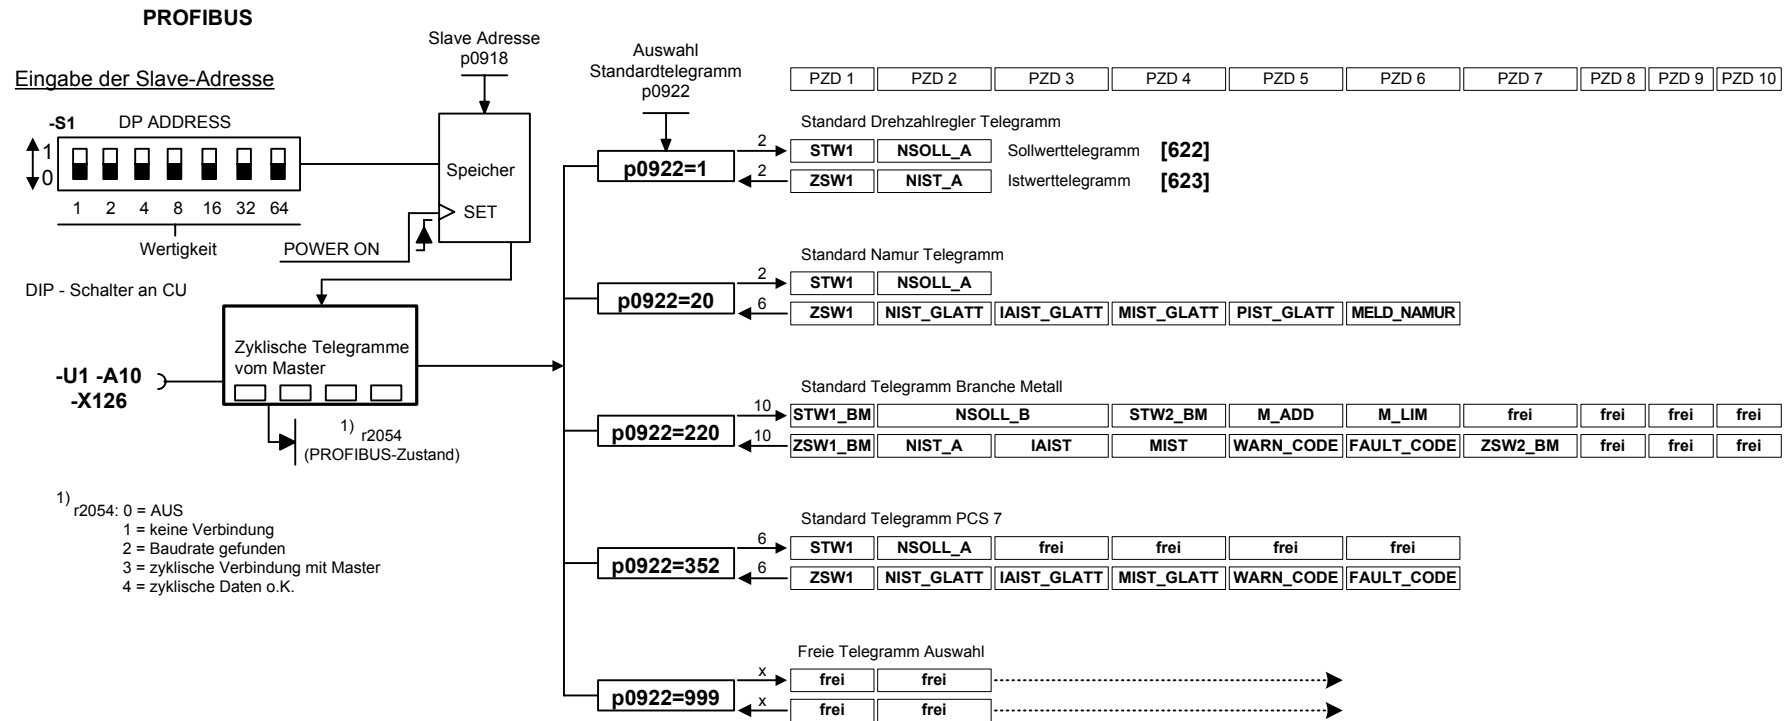 PROFIBUS
Eingabe der Slave-Adresse
-S1
DP ADDRESS
1
0
1 2 4 8 16 32 64
Wertigkeit
DIP - Schalter an CU
Slave Adresse
p0918
Speicher
SET
POWER ON
Zyklische Telegramme
vom Master
-U1 -A10
-X126
1) r2054
(PROFIBUS-Zustand)
1) r2054: 0 = AUS
1 = keine Verbindung
2 = Baudrate gefunden
3 = zyklische Verbindung mit Master
4 = zyklische Daten o.K.
Auswahl
Standardtelegramm
p0922
PZD 1 PZD 2 PZD 3 PZD 4 PZD 5 PZD 6 PZD 7 PZD 8 PZD 9 PZD 10
Standard Drehzahlregler Telegramm
p0922=1
2 STW1 NSOLL_A Sollwerttelegramm [622]
2 ZSW1 NIST_A Istwerttelegramm [623]
Standard Namur Telegramm
p0922=20
2 STW1 NSOLL_A
6 ZSW1 NIST_GLATT IAIST_GLATT MIST_GLATT PIST_GLATT MELD_NAMUR
Standard Telegramm Branche Metall
p0922=220
10 STW1_BM NSOLL_B STW2_BM M_ADD M_LIM frei frei frei frei
10 ZSW1_BM NIST_A IAIST MIST WARN_CODE FAULT_CODE ZSW2_BM frei frei frei
Standard Telegramm PCS 7
p0922=352
6 STW1 NSOLL_A frei frei frei frei
6 ZSW1 NIST_GLATT IAIST_GLATT MIST_GLATT WARN_CODE FAULT_CODE
Freie Telegramm Auswahl
p0922=999
x frei frei
x frei frei